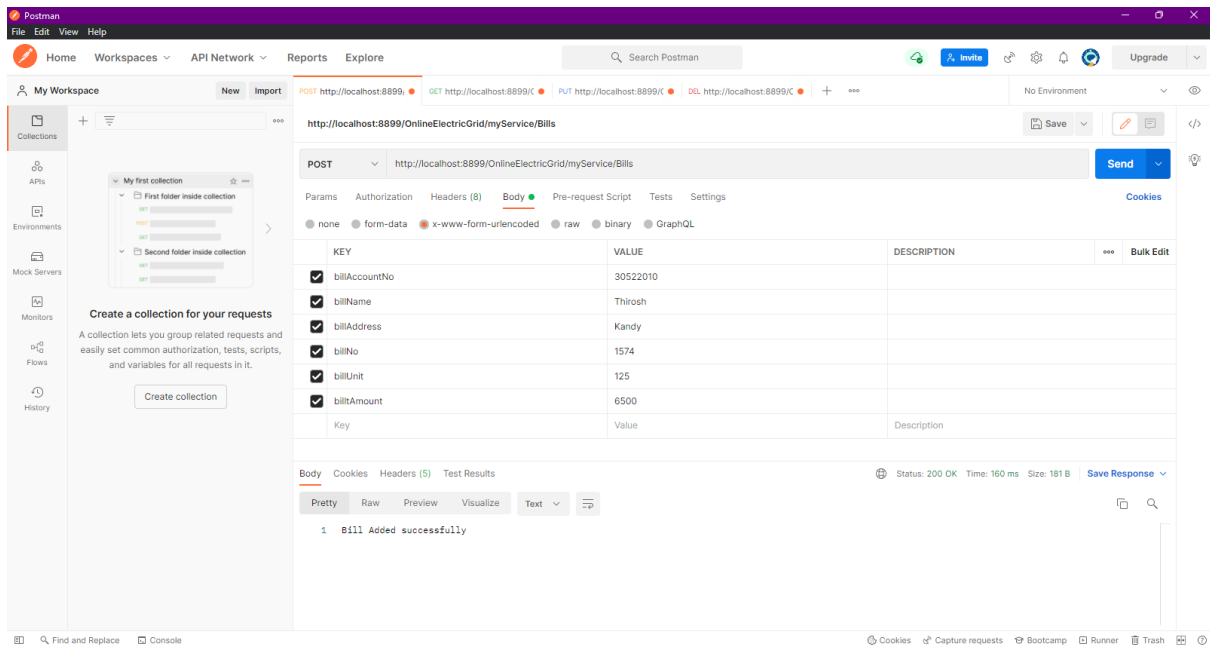 Postman
File Edit View Help
Home Workspaces API Network Reports Explore Search Postman Invite Upgrade
My Workspace New Import POST http://localhost:8899/ GET http://localhost:8899/( PUT http://localhost:8899/( DEL http://localhost:8899/( No Environment
Collections
APIs
Environments
Mock Servers
Monitors
Flows
History
My first collection
First folder inside collection
GET
POST
GET
Second folder inside collection
GET
GET
Create a collection for your requests
A collection lets you group related requests and
easily set common authorization, tests, scripts,
and variables for all requests in it.
Create collection
http://localhost:8899/OnlineElectricGrid/myService/Bills Save
POST http://localhost:8899/OnlineElectricGrid/myService/Bills Send
Params Authorization Headers (8) Body Pre-request Script Tests Settings Cookies
none form-data x-www-form-urlencoded raw binary GraphQL
KEY VALUE DESCRIPTION Bulk Edit
billAccountNo 30522010
billName Thirosh
billAddress Kandy
billNo 1574
billUnit 125
billtAmount 6500
Key Value Description
Body Cookies Headers (5) Test Results Status: 200 OK Time: 160 ms Size: 181 B Save Response
Pretty Raw Preview Visualize Text
1 Bill Added successfully
Find and Replace Console Cookies Capture requests Bootcamp Runner Trash